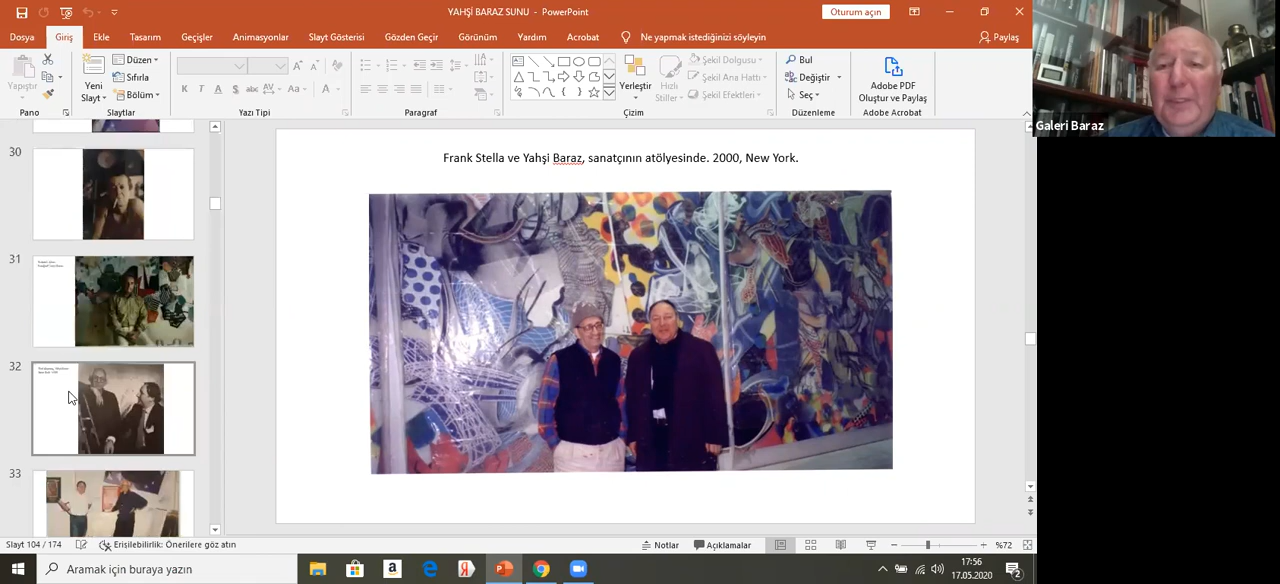 YAHŞİ BARAZ SUNU - PowerPoint
Oturum açın
Dosya Giriş Ekle Tasarım Geçişler Animasyonlar Slayt Gösterisi Gözden Geçir Görünüm Yardım Acrobat Ne yapmak istediğinizi söyleyin Paylaş
Yapıştır
Yeni
Slayt
Düzen
Sıfırla
Bölüm
K T A S abc AV Aa A
Yerleştir
Hızlı
Stiller
Şekil Dolgusu
Şekil Ana Hattı
Şekil Efektleri
Bul
Değiştir
Seç
Adobe PDF
Oluştur ve Paylaş
Pano Slaytlar Yazı Tipi Paragraf Çizim Düzenleme Adobe Acrobat
Galeri Baraz
30
31
32
33
Frank Stella ve Yahşi Baraz, sanatçının atölyesinde. 2000, New York.
Slayt 104 / 174 Erişilebilirlik: Önerilere göz atın Notlar Açıklamalar %72
Aramak için buraya yazın
17:56
17.05.2020
2